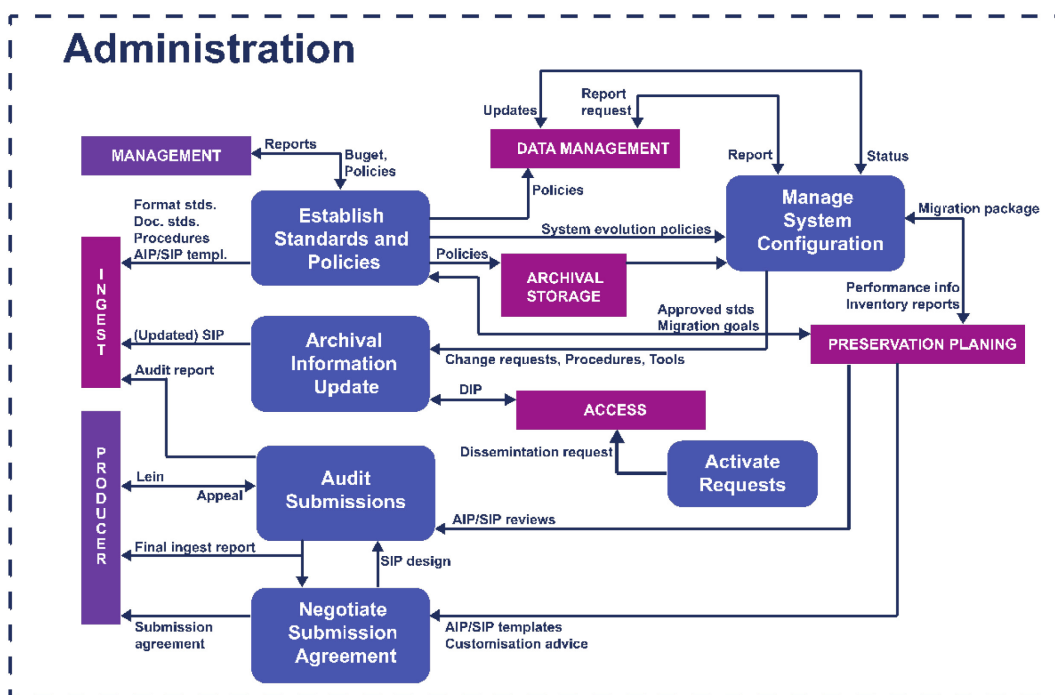 Administration
Updates
Report
request
MANAGEMENT
Reports
Buget,
Policies
DATA MANAGEMENT
Report
Status
Policies
Format stds.
Doc. stds.
Procedures
AIP/SIP templ.
Establish
Standards and
Policies
System evolution policies
Policies
Manage
System
Configuration
Migration package
INGEST
ARCHIVAL
STORAGE
Performance info
Inventory reports
Approved stds
Migration goals
(Updated) SIP
Archival
Information
Update
Change requests, Procedures, Tools
PRESERVATION PLANING
Audit report
DIP
ACCESS
PRODUCER
Lein
Appeal
Audit
Submissions
Dissemintation request
Activate
Requests
AIP/SIP reviews
Final ingest report
SIP design
Submission
agreement
Negotiate
Submission
Agreement
AIP/SIP templates
Customisation advice